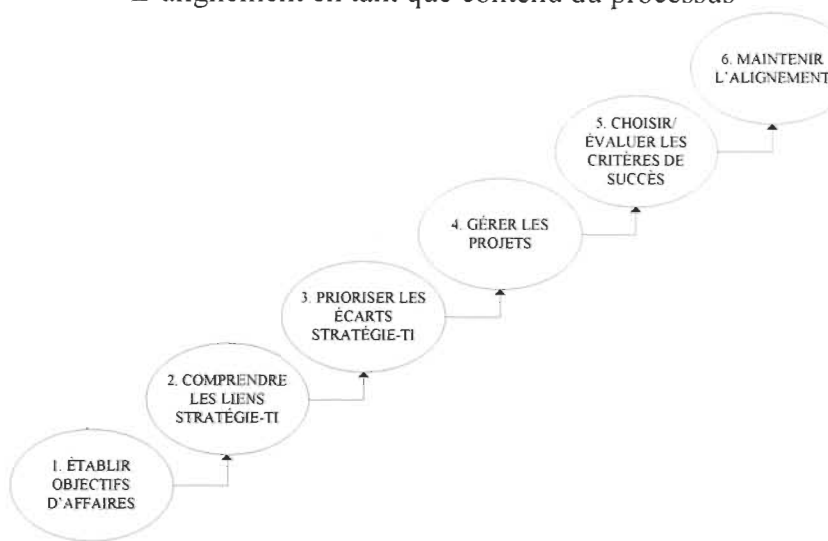 L'alignement en tant que contenu du processus
6. MAINTENIR
L'ALIGNEMENT
5. CHOISIR/
ÉVALUER LES
CRITÈRES DE
SUCCÈS
4. GÉRER LES
PROJETS
3. PRIORISER LES
ÉCARTS
STRATÉGIE-TI
2. COMPRENDRE
LES LIENS
STRATÉGIE-TI
1. ÉTABLIR
OBJECTIFS
D'AFFAIRES